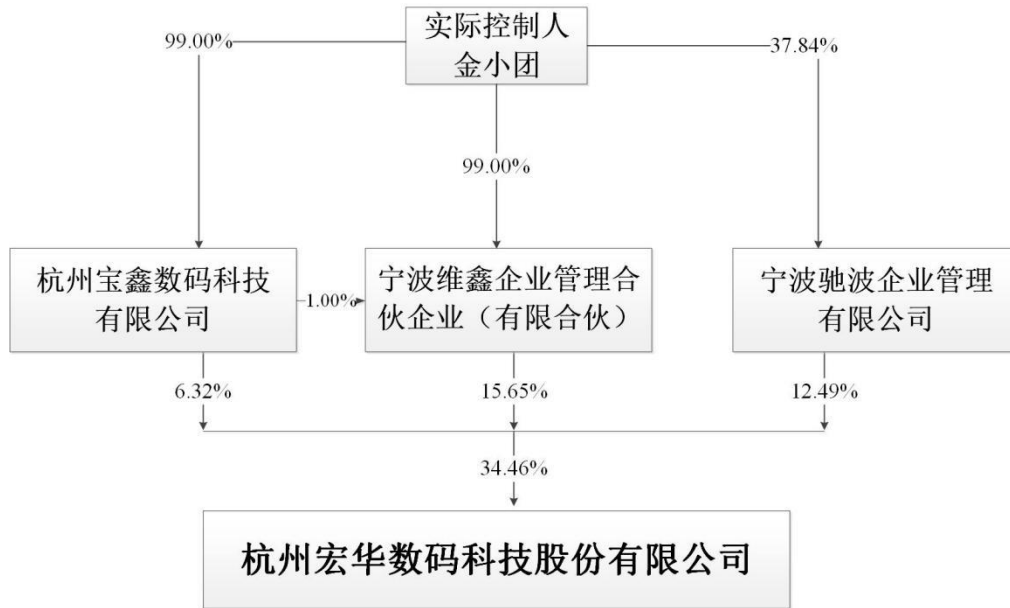 实际控制人
金小团
99.00%
37.84%
99.00%
杭州宝鑫数码科技
有限公司
1.00%
宁波维鑫企业管理合
伙企业（有限合伙）
宁波驰波企业管理
有限公司
6.32%
15.65%
12.49%
34.46%
杭州宏华数码科技股份有限公司